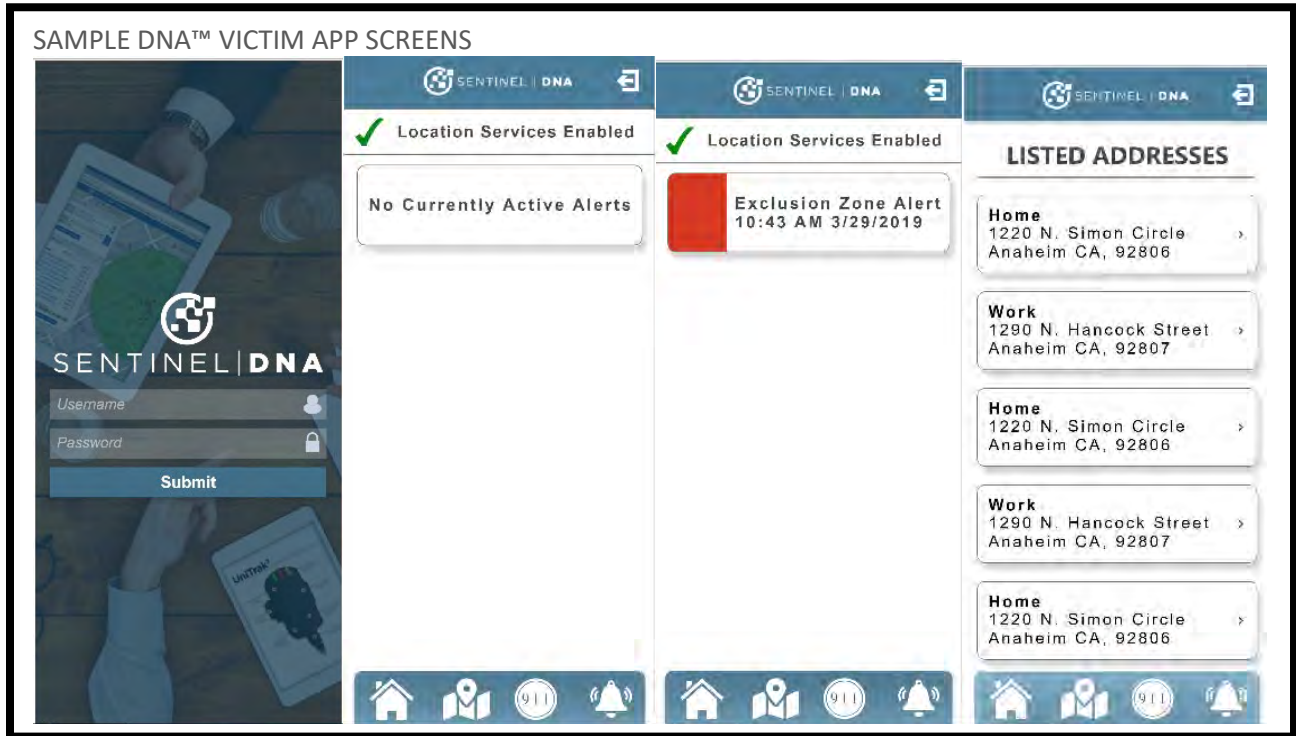 SAMPLE DNA™ VICTIM APP SCREENS
SENTINEL|DNA
Username
Password
Submit
UniTrak
SENTINEL | DNA
Location Services Enabled
No Currently Active Alerts
911
SENTINEL | DNA
Location Services Enabled
Exclusion Zone Alert
10:43 AM 3/29/2019
911
SENTINEL | DNA
LISTED ADDRESSES
Home
1220 N. Simon Circle
Anaheim CA, 92806
Work
1290 N. Hancock Street
Anaheim CA, 92807
Home
1220 N. Simon Circle
Anaheim CA, 92806
Work
1290 N. Hancock Street
Anaheim CA, 92807
Home
1220 N. Simon Circle
Anaheim CA, 92806
911